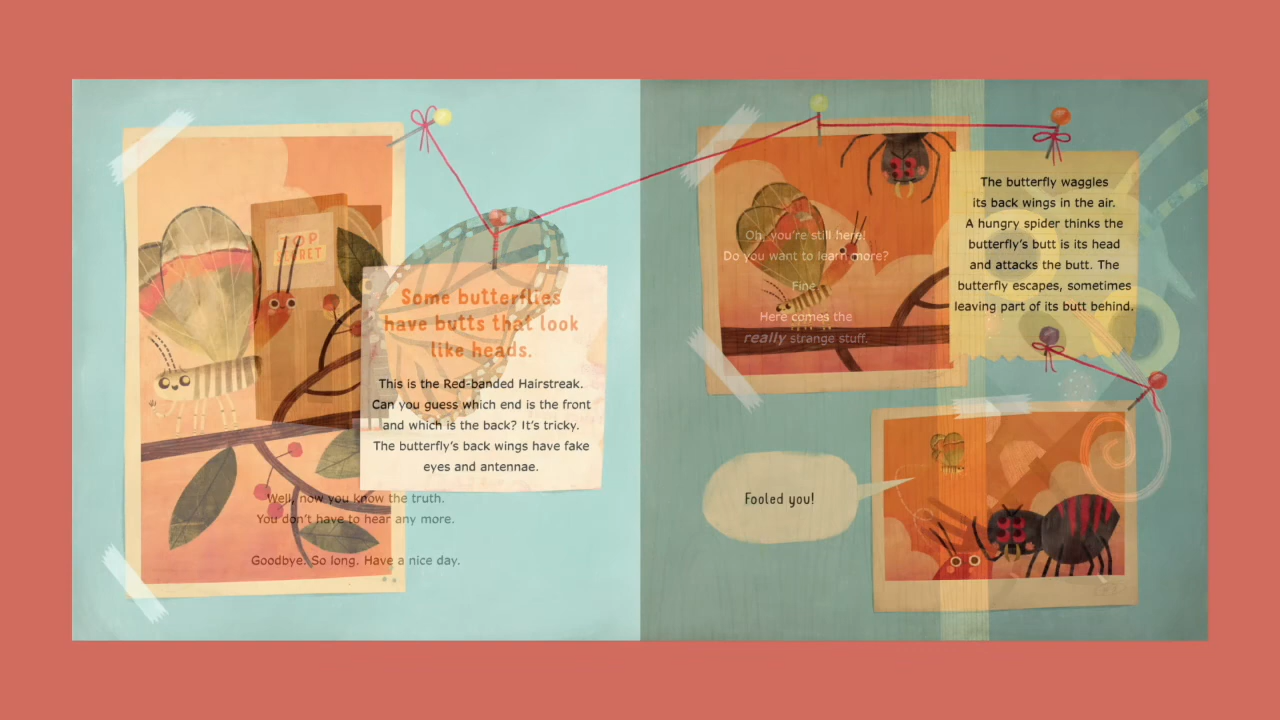 TOP
SECRET
Some butterflies
have butts that look
like heads.
This is the Red-banded Hairstreak.
Can you guess which end is the front
and which is the back? It's tricky.
The butterfly's back wings have fake
eyes and antennae.
Well, now you know the truth.
You don't have to hear any more.
Goodbye. So long. Have a nice day.
Oh, you're still here!
Do you want to learn more?
Fine.
Here comes the
really strange stuff.
The butterfly waggles
its back wings in the air.
A hungry spider thinks the
butterfly's butt is its head
and attacks the butt. The
butterfly escapes, sometimes
leaving part of its butt behind.
Fooled you!